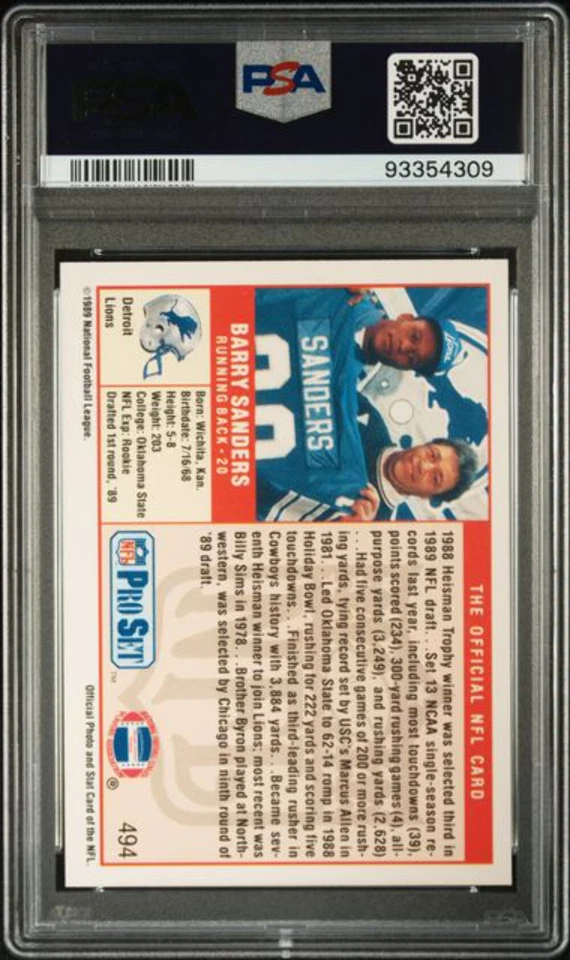 PSA
93354309
THE OFFICIAL NFL CARD
SANDERS
20
BARRY SANDERS
RUNNING BACK • 20
Detroit
Lions
Born: Wichita, Kan.
Birthdate: 7/16/68
Height: 5-8
Weight: 203
College: Oklahoma State
NFL Exp: Rookie
Drafted 1st round, '89
1988 Heisman Trophy winner was selected third in
1989 NFL draft. . .Set 13 NCAA single-season re-
cords last year, including most touchdowns (39),
points scored (234), 300-yard rushing games (4), all-
purpose yards (3,249), and rushing yards (2,628)
. . .Had five consecutive games of 200 or more rush-
ing yards, tying record set by USC's Marcus Allen in
1981. . .Led Oklahoma State to 62-14 romp in 1988
Holiday Bowl, rushing for 222 yards and scoring five
touchdowns. . .Finished as third-leading rusher in
Cowboys history with 3,884 yards. . .Became sev-
enth Heisman winner to join Lions; most recent was
Billy Sims in 1978. . .Brother Byron played at North-
western, was selected by Chicago in ninth round of
'89 draft.
NFL
PRO SET
TM
®
494
©1989 National Football League.
Official Photo and Stat Card of the NFL.